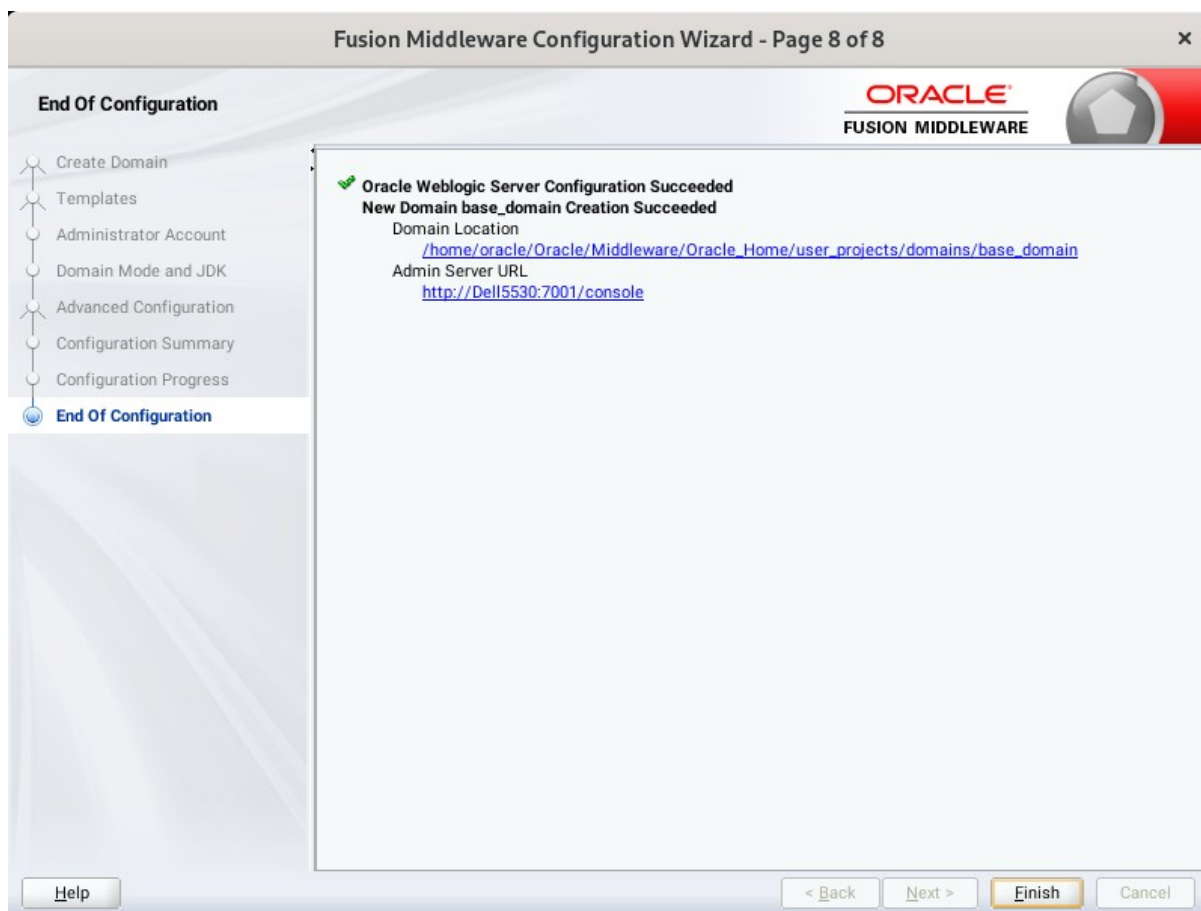 Fusion Middleware Configuration Wizard - Page 8 of 8
×
End Of Configuration
ORACLE
FUSION MIDDLEWARE
Create Domain
Templates
Administrator Account
Domain Mode and JDK
Advanced Configuration
Configuration Summary
Configuration Progress
End Of Configuration
Oracle Weblogic Server Configuration Succeeded
New Domain base_domain Creation Succeeded
Domain Location
/home/oracle/Oracle/Middleware/Oracle_Home/user_projects/domains/base_domain
Admin Server URL
http://Dell5530:7001/console
Help
< Back
Next >
Finish
Cancel